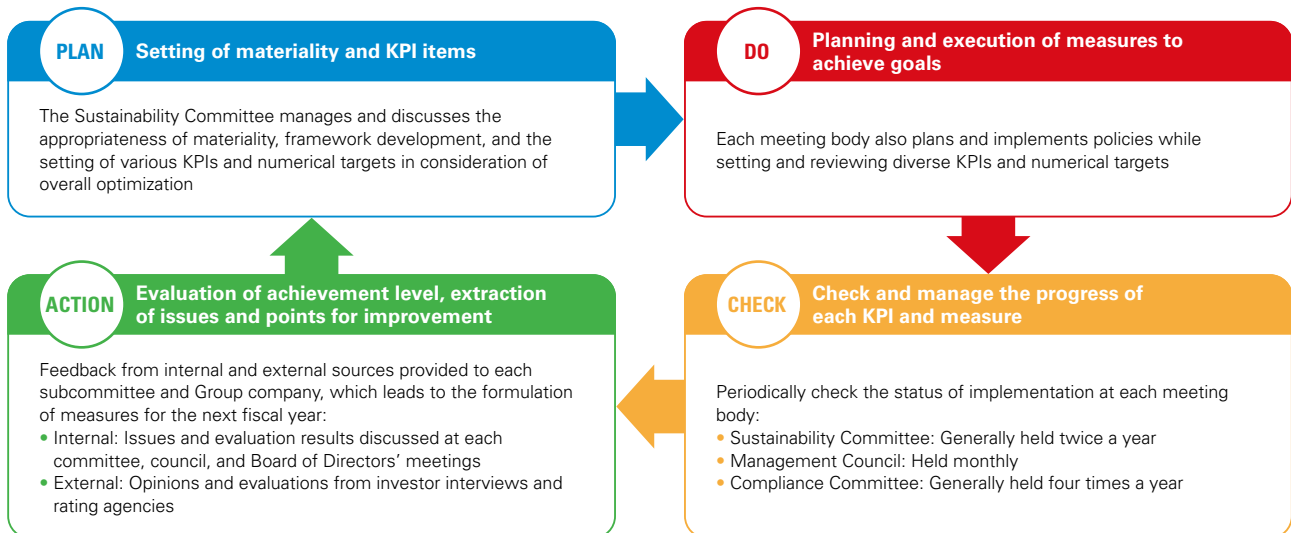 PLAN
Setting of materiality and KPI items
The Sustainability Committee manages and discusses the
appropriateness of materiality, framework development, and the
setting of various KPIs and numerical targets in consideration of
overall optimization
DO
Planning and execution of measures to
achieve goals
Each meeting body also plans and implements policies while
setting and reviewing diverse KPIs and numerical targets
ACTION
Evaluation of achievement level, extraction
of issues and points for improvement
Feedback from internal and external sources provided to each
subcommittee and Group company, which leads to the formulation
of measures for the next fiscal year:
• Internal: Issues and evaluation results discussed at each
committee, council, and Board of Directors’ meetings
• External: Opinions and evaluations from investor interviews and
rating agencies
CHECK
Check and manage the progress of
each KPI and measure
Periodically check the status of implementation at each meeting
body:
• Sustainability Committee: Generally held twice a year
• Management Council: Held monthly
• Compliance Committee: Generally held four times a year